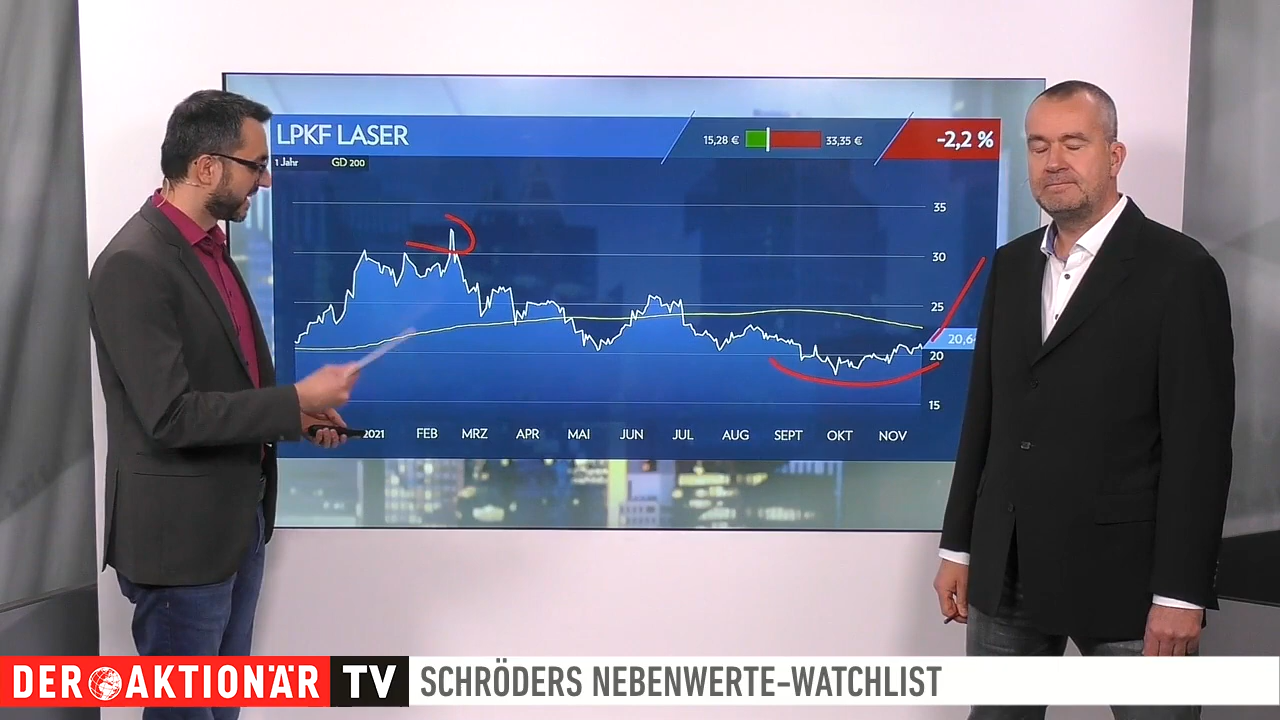 LPKF LASER
15,28 €
33,35 €
-2,2 %
1 Jahr
GD 200
35
30
25
20,6
20
15
2021
FEB
MRZ
APR
MAI
JUN
JUL
AUG
SEPT
OKT
NOV
DER AKTIONÄR TV
SCHRÖDERS NEBENWERTE-WATCHLIST